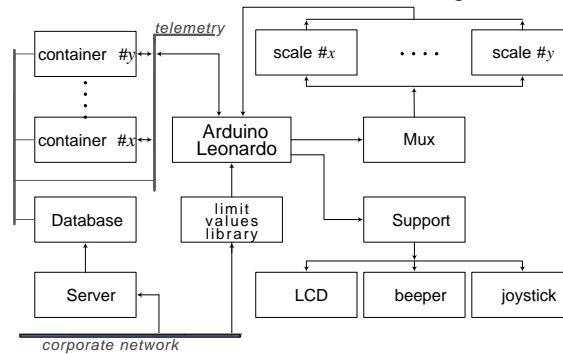 telemetry
container #y
scale #x
. . . .
scale #y
container #x
Arduino
Leonardo
Mux
Database
limit
values
library
Support
Server
LCD
beeper
joystick
corporate network